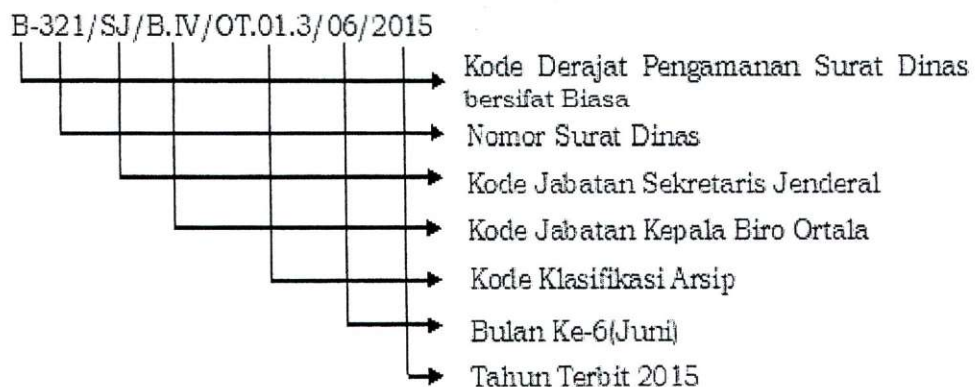 B-321/SJ/B.IV/OT.01.3/06/2015
Kode Derajat Pengamanan Surat Dinas
bersifat Biasa
Nomor Surat Dinas
Kode Jabatan Sekretaris Jenderal
Kode Jabatan Kepala Biro Ortala
Kode Klasifikasi Arsip
Bulan Ke-6(Juni)
Tahun Terbit 2015